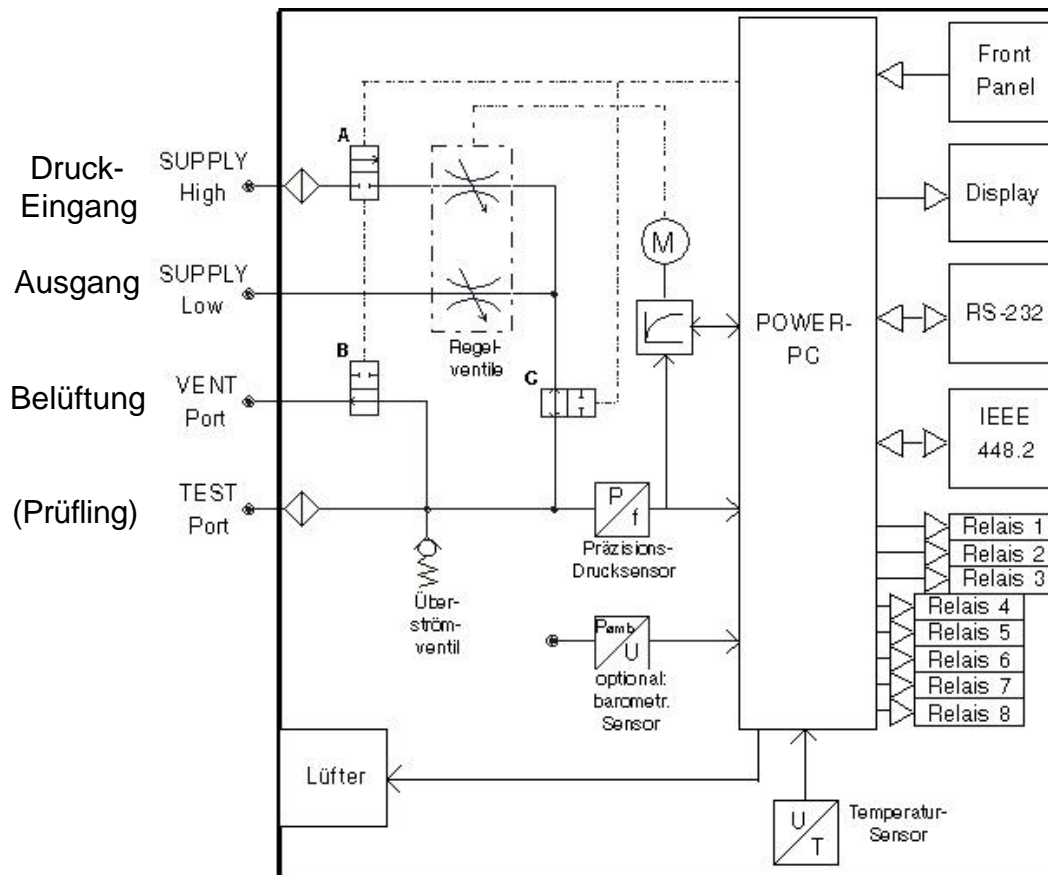 Druck-
Eingang
Ausgang
Belüftung
(Prüfling)
SUPPLY
High
SUPPLY
Low
VENT
Port
TEST
Port
A
B
C
Regel-
ventile
M
P
f
Präzisions-
Drucksensor
Über-
ström-
ventil
Pamb
U
optional:
barometr.
Sensor
POWER-
PC
Front
Panel
Display
RS-232
IEEE
448.2
Relais 1
Relais 2
Relais 3
Relais 4
Relais 5
Relais 6
Relais 7
Relais 8
Lüfter
U
T
Temperatur-
Sensor